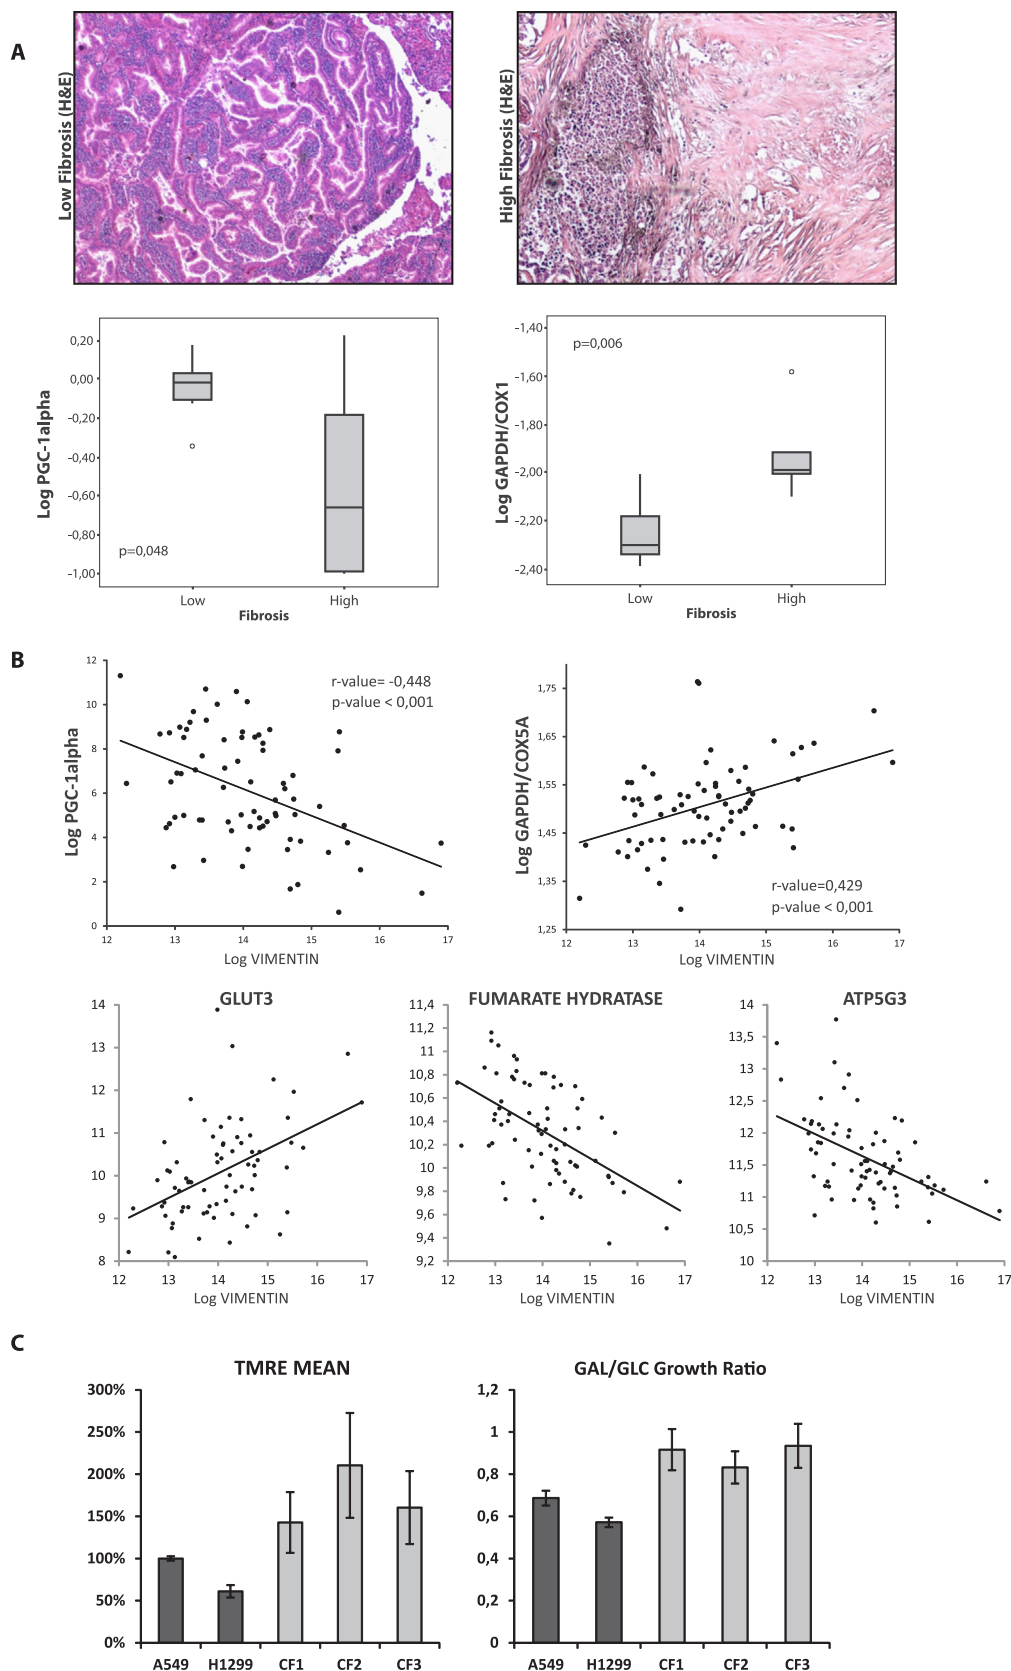 A
Low Fibrosis (H&E)
High Fibrosis (H&E)
Log PGC-1alpha
0,20
0,00
-0,20
-0,40
-0,60
-0,80
-1,00
p=0,048
Low
High
Fibrosis
Log GAPDH/COX1
-1,40
-1,60
-1,80
-2,00
-2,20
-2,40
p=0,006
Low
High
Fibrosis
B
Log PGC-1alpha
12
10
8
6
4
2
0
r-value= -0,448
p-value < 0,001
12 13 14 15 16 17
Log VIMENTIN
Log GAPDH/COX5A
1,75
1,65
1,55
1,45
1,35
1,25
r-value=0,429
p-value < 0,001
12 13 14 15 16 17
Log VIMENTIN
GLUT3
14
13
12
11
10
9
8
12 13 14 15 16 17
Log VIMENTIN
FUMARATE HYDRATASE
11,4
11,2
11
10,8
10,6
10,4
10,2
10
9,8
9,6
9,4
9,2
12 13 14 15 16 17
Log VIMENTIN
ATP5G3
14
13,5
13
12,5
12
11,5
11
10,5
10
12 13 14 15 16 17
Log VIMENTIN
C
TMRE MEAN
300%
250%
200%
150%
100%
50%
0%
A549 H1299 CF1 CF2 CF3
GAL/GLC Growth Ratio
1,2
1
0,8
0,6
0,4
0,2
0
A549 H1299 CF1 CF2 CF3